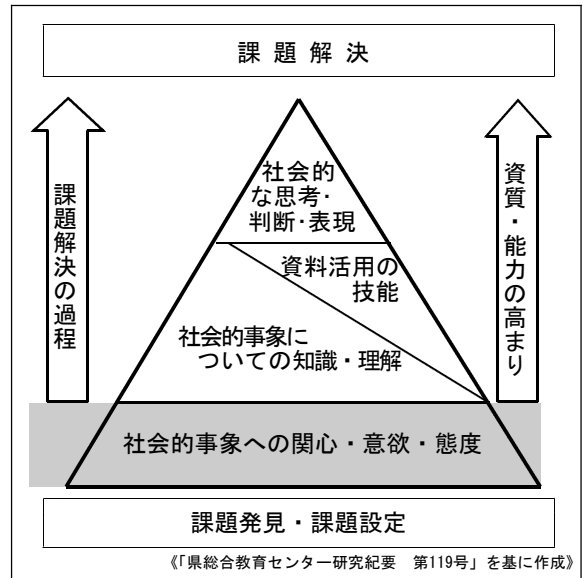 課題解決
課題解決の過程
社会的
な思考・
判断・表現
資料活用の
技能
社会的事象に
ついての知識・理解
資質・能力の高まり
社会的事象への関心・意欲・態度
課題発見・課題設定
《「県総合教育センター研究紀要　第119号」を基に作成》